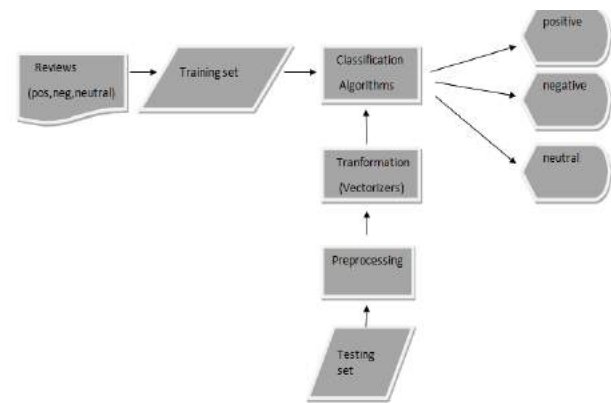 Reviews
(pos,neg,neutral)
Training set
Classification
Algorithms
positive
negative
neutral
Tranformation
(Vectorizers)
Preprocessing
Testing
set